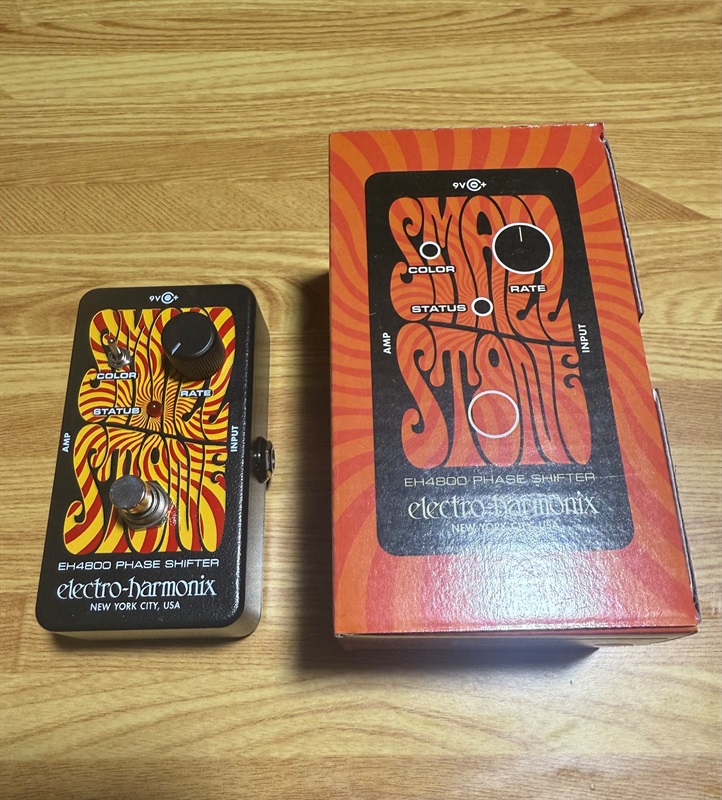 9V
SMALL
COLOR
RATE
STATUS
AMP
INPUT
STONE
EH4800 PHASE SHIFTER
electro-harmonix
NEW YORK CITY, USA
9V +
SMALL
COLOR
RATE
STATUS
AMP
INPUT
STONE
EH4800 PHASE SHIFTER
electro-harmonix
NEW YORK CITY, USA